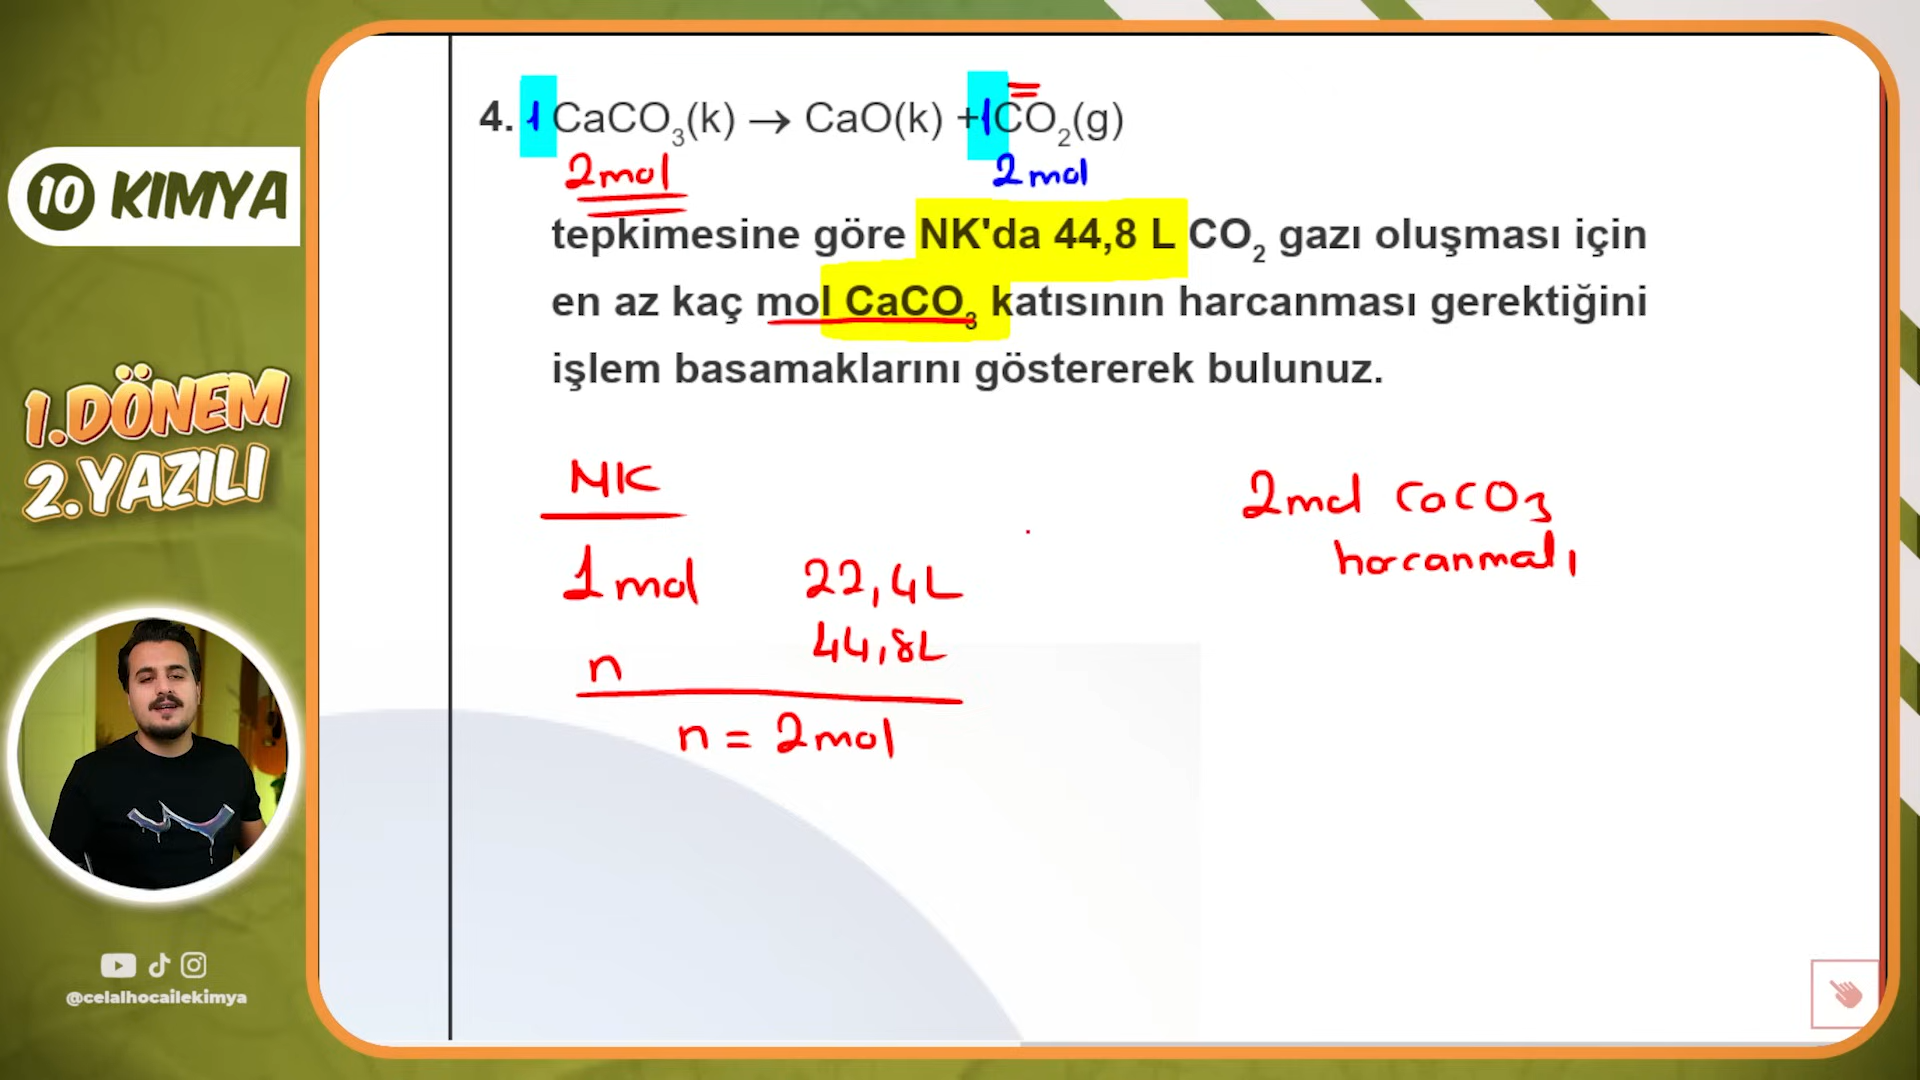 10 KIMYA
1.DÖNEM
2.YAZILI
@celalhocailekimya
4. 1 CaCO₃(k) → CaO(k) + 1CO₂(g)
2mol 2mol
tepkimesine göre NK'da 44,8 L CO₂ gazı oluşması için
en az kaç mol CaCO₃ katısının harcanması gerektiğini
işlem basamaklarını göstererek bulunuz.
NK
1mol 22,4L
n 44,8L
n = 2mol
2mol CaCO3
harcanmalı